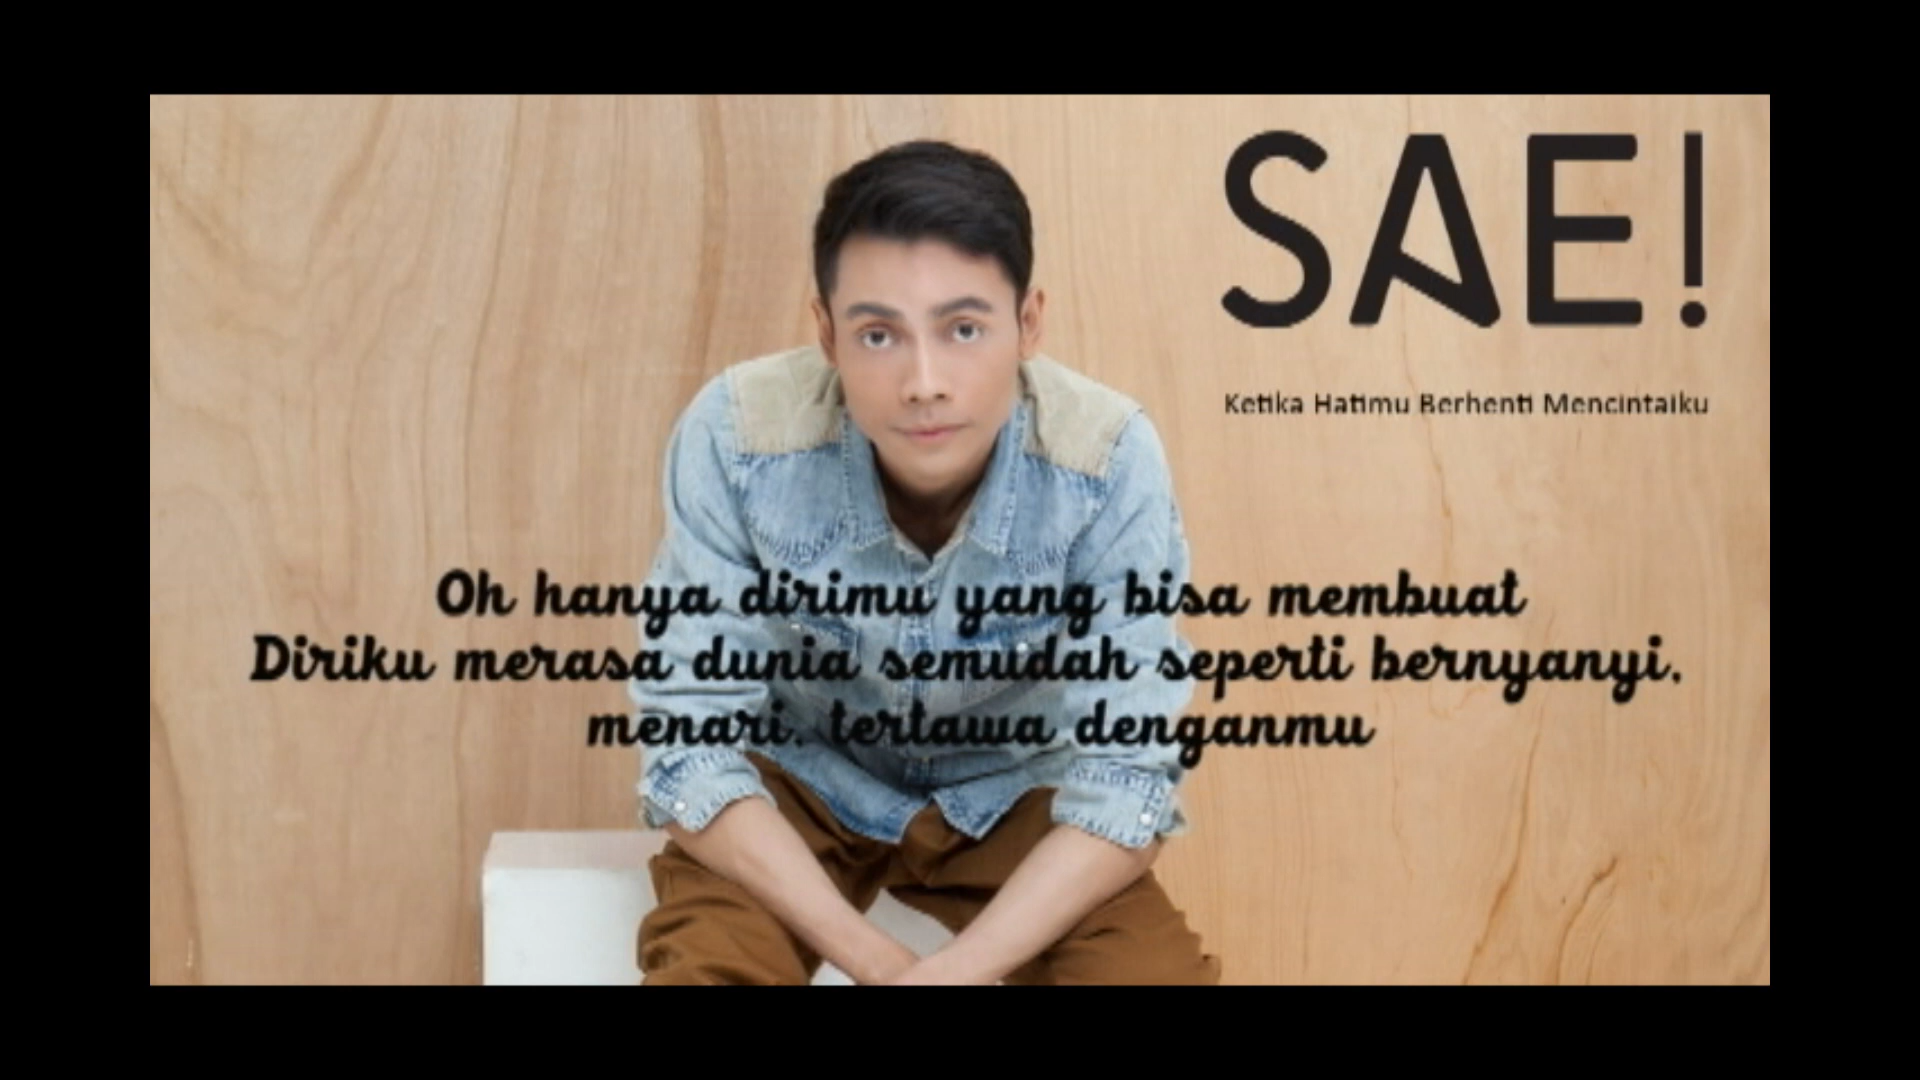 SAE!
Ketika Hatimu Berhenti Mencintaiku
Oh hanya dirimu yang bisa membuat
Diriku merasa dunia semudah seperti bernyanyi,
menari, tertawa denganmu